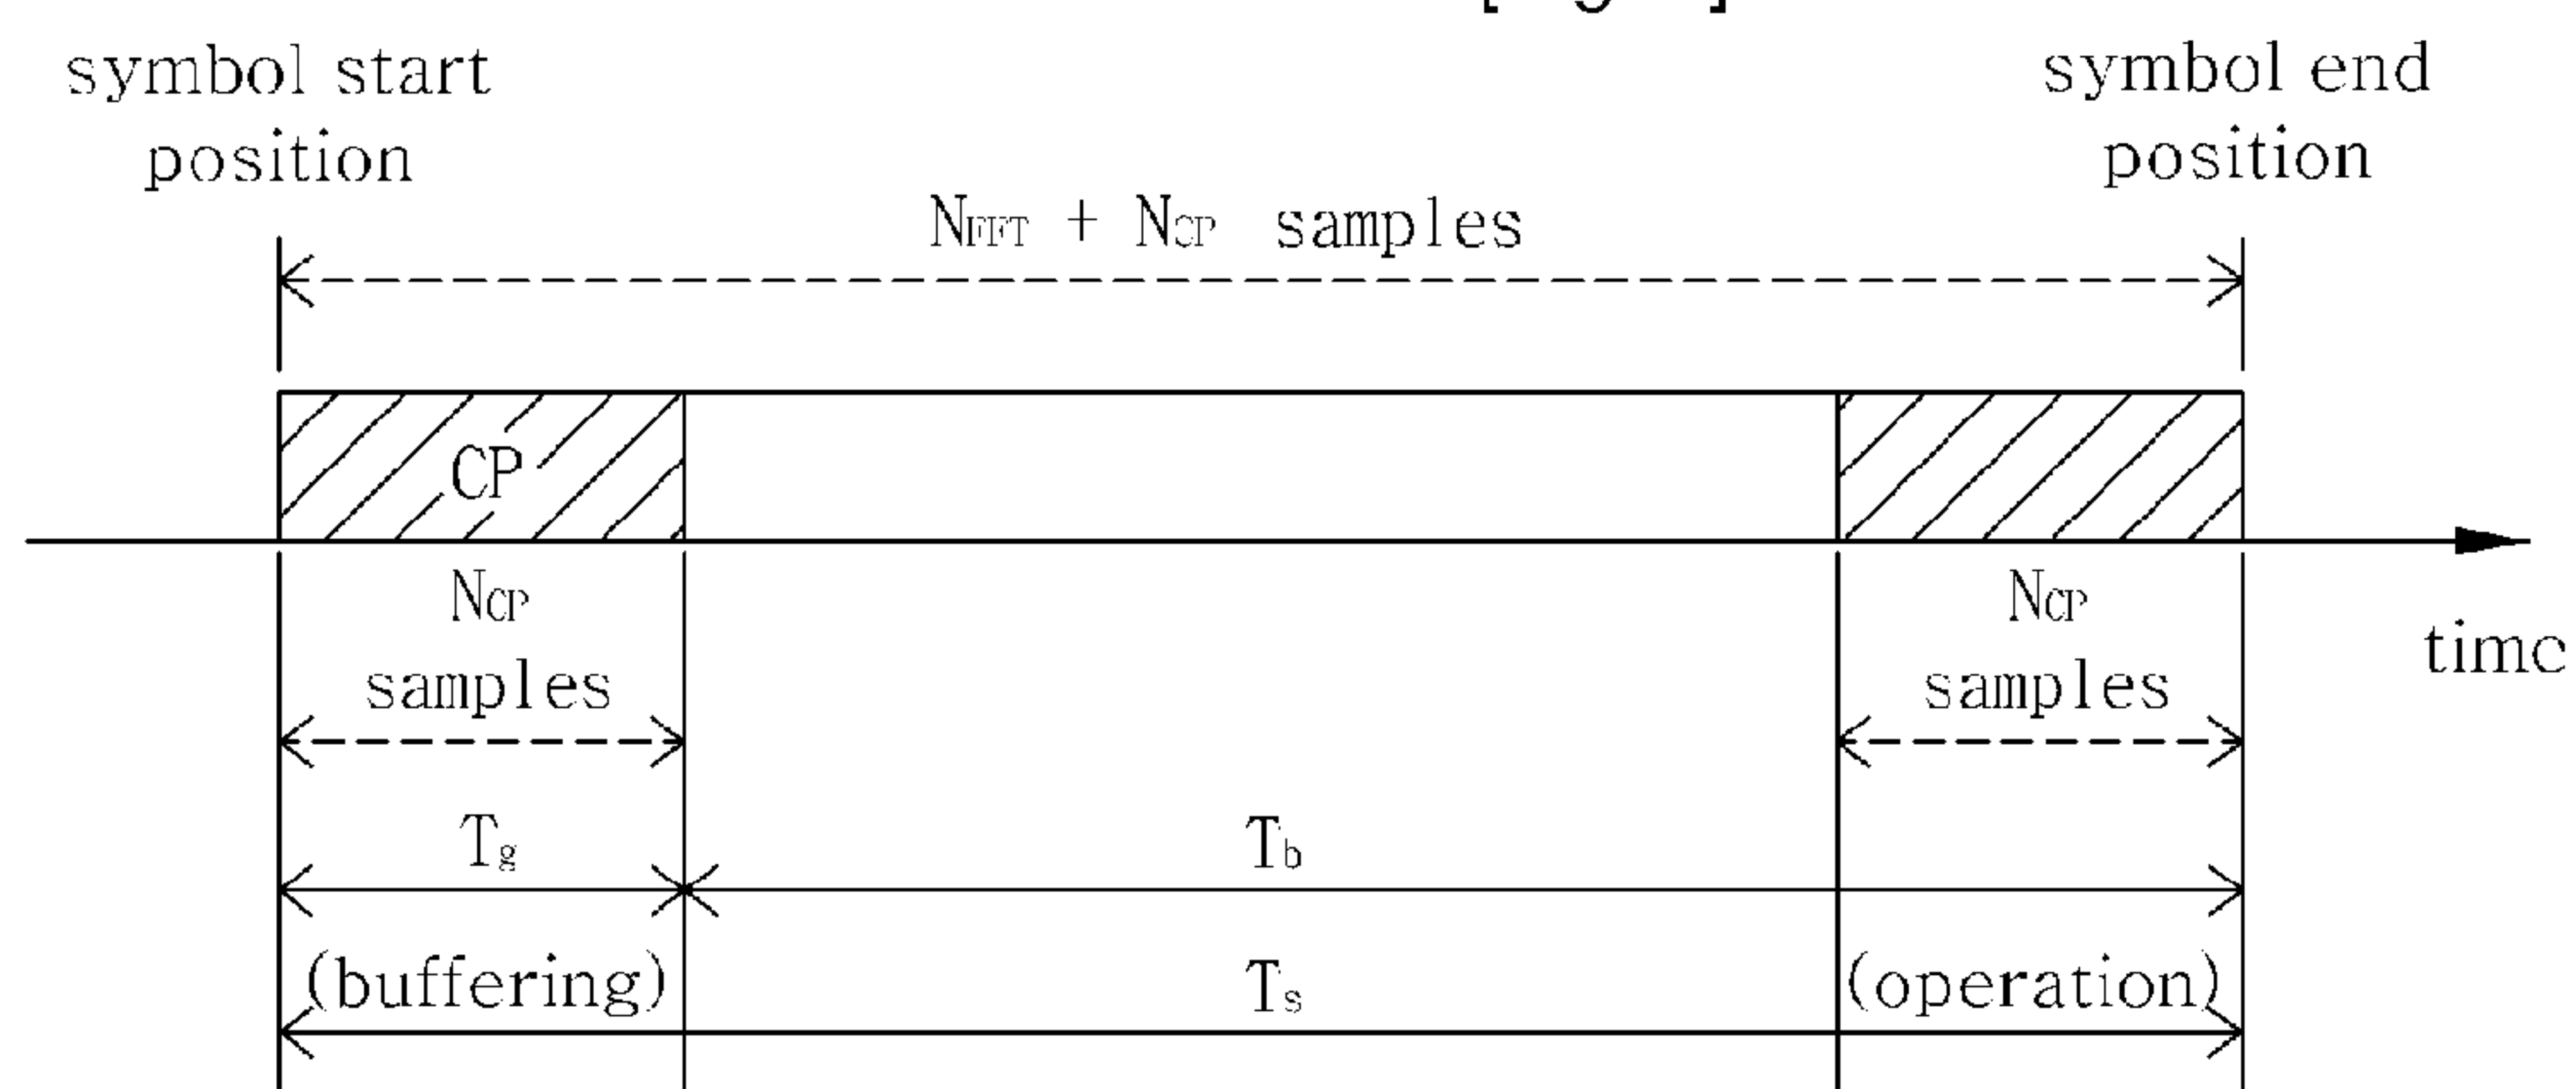 symbol start
position
symbol end
position
NFFT + NCP samples
CP
NCP
samples
NCP
samples
time
Tg
Tb
(buffering)
Ts
(operation)